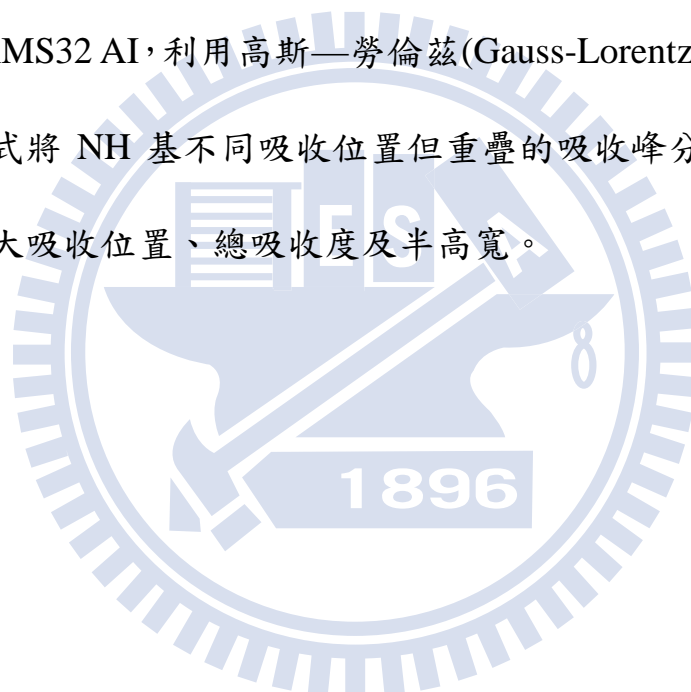 AMS32 AI，利用高斯—勞倫茲(Gauss-Lorentz
式將 NH 基不同吸收位置但重疊的吸收峰分
大吸收位置、總吸收度及半高寬。
E S A
8
1896